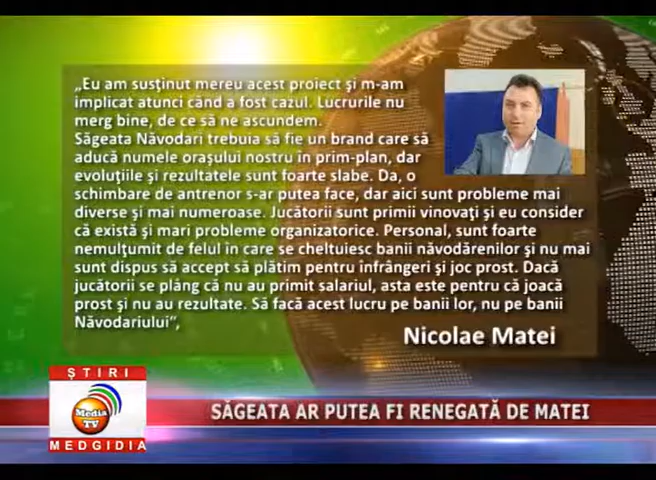 „Eu am susţinut mereu acest proiect şi m-am
implicat atunci când a fost cazul. Lucrurile nu
merg bine, de ce să ne ascundem.
Săgeata Năvodari trebuia să fie un brand care să
aducă numele oraşului nostru în prim-plan, dar
evoluţiile şi rezultatele sunt foarte slabe. Da, o
schimbare de antrenor s-ar putea face, dar aici sunt probleme mai
diverse şi mai numeroase. Jucătorii sunt primii vinovaţi şi eu consider
că există şi mari probleme organizatorice. Personal, sunt foarte
nemulţumit de felul în care se cheltuiesc banii năvodărenilor şi nu mai
sunt dispus să accept să plătim pentru înfrângeri şi joc prost. Dacă
jucătorii se plâng că nu au primit salariul, asta este pentru că joacă
prost şi nu au rezultate. Să facă acest lucru pe banii lor, nu pe banii
Năvodariului”,
Nicolae Matei
ŞTIRI
Media
TV
MEDGIDIA
SĂGEATA AR PUTEA FI RENEGATĂ DE MATEI